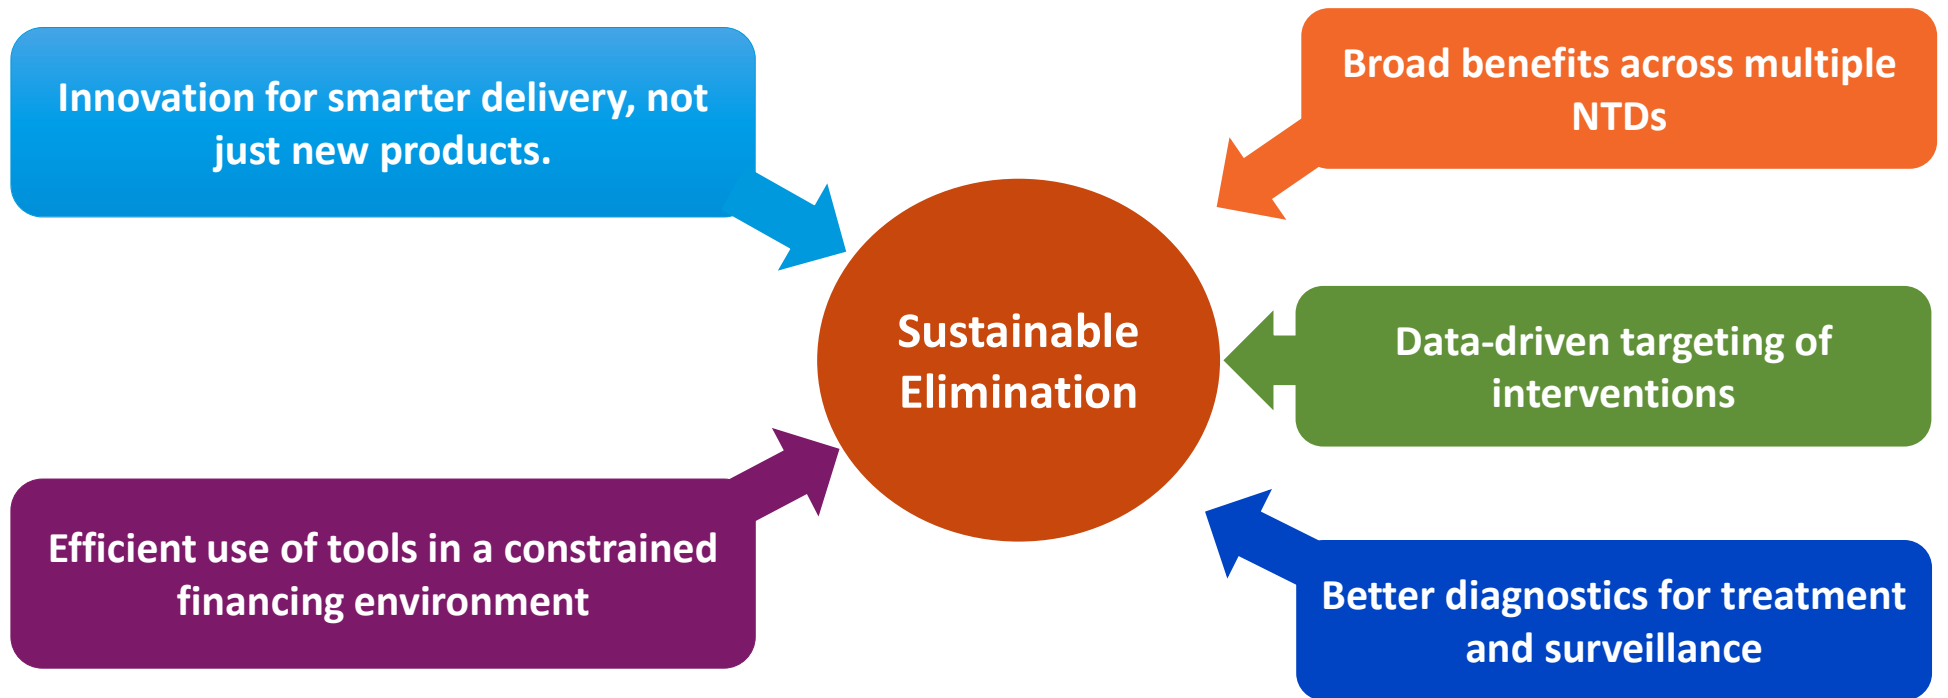 Innovation for smarter delivery, not
just new products.
Broad benefits across multiple
NTDs
Sustainable
Elimination
Data-driven targeting of
interventions
Efficient use of tools in a constrained
financing environment
Better diagnostics for treatment
and surveillance